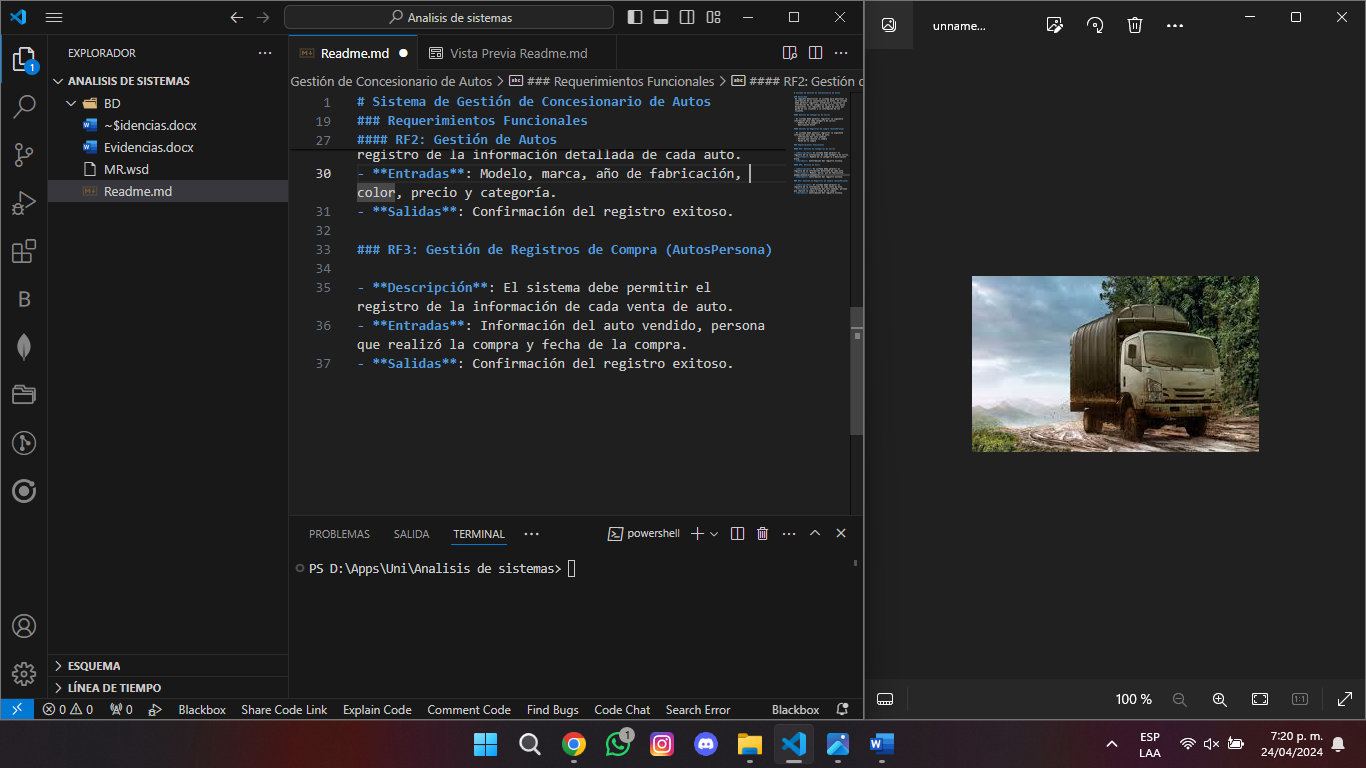 Analisis de sistemas
unname...
EXPLORADOR
ANALISIS DE SISTEMAS
BD
~$idencias.docx
Evidencias.docx
MR.wsd
Readme.md
ESQUEMA
LÍNEA DE TIEMPO
1
B
Readme.md
Vista Previa Readme.md
Gestión de Concesionario de Autos > ### Requerimientos Funcionales > #### RF2: Gestión d
1 # Sistema de Gestión de Concesionario de Autos
19 ### Requerimientos Funcionales
27 #### RF2: Gestión de Autos
registro de la información detallada de cada auto.
30 - **Entradas**: Modelo, marca, año de fabricación,
color, precio y categoría.
31 - **Salidas**: Confirmación del registro exitoso.
32
33 ### RF3: Gestión de Registros de Compra (AutosPersona)
34
35 - **Descripción**: El sistema debe permitir el
registro de la información de cada venta de auto.
36 - **Entradas**: Información del auto vendido, persona
que realizó la compra y fecha de la compra.
37 - **Salidas**: Confirmación del registro exitoso.
PROBLEMAS SALIDA TERMINAL powershell
PS D:\Apps\Uni\Analisis de sistemas>
0 0 0 Blackbox Share Code Link Explain Code Comment Code Find Bugs Code Chat Search Error Blackbox
100 % 1:1
1
ESP
LAA
7:20 p. m.
24/04/2024